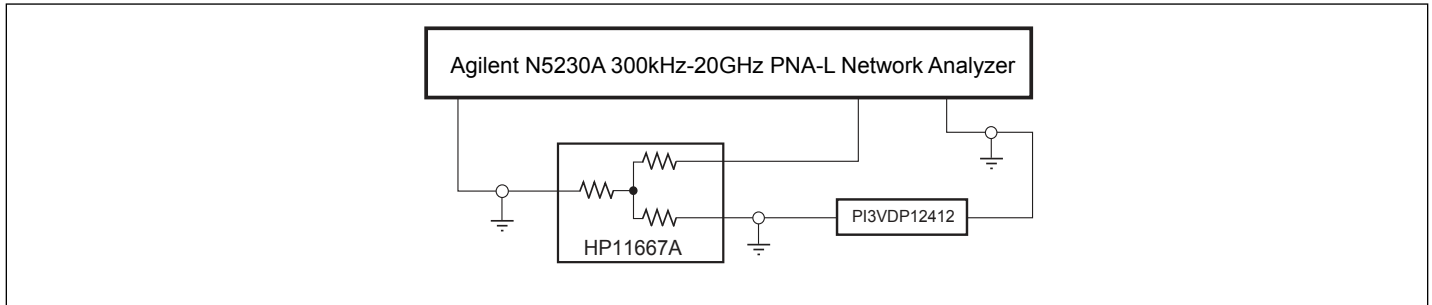 Agilent N5230A 300kHz-20GHz PNA-L Network Analyzer
PI3VDP12412
HP11667A